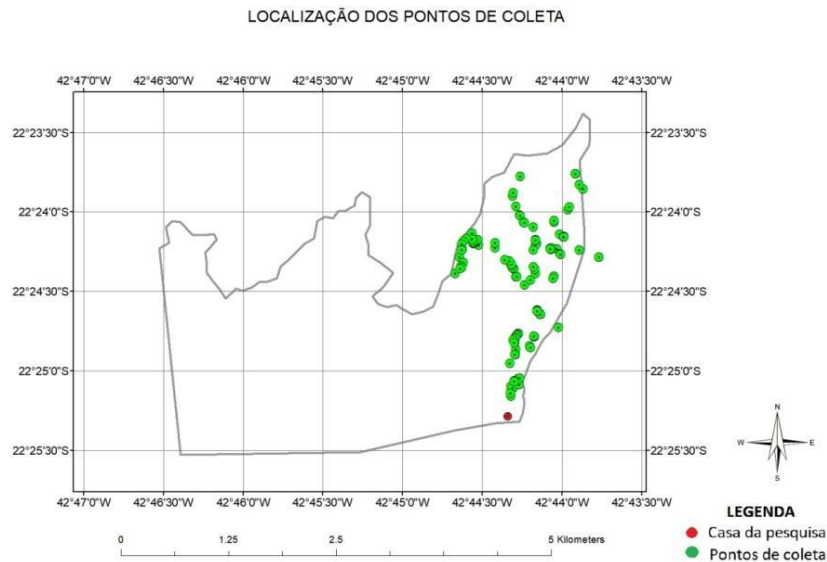 LOCALIZAÇÃO DOS PONTOS DE COLETA
42°47'0"W 42°46'30"W 42°46'0"W 42°45'30"W 42°45'0"W 42°44'30"W 42°44'0"W 42°43'30"W
22°23'30"S 22°23'30"S
22°24'0"S 22°24'0"S
22°24'30"S 22°24'30"S
22°25'0"S 22°25'0"S
22°25'30"S 22°25'30"S
42°47'0"W 42°46'30"W 42°46'0"W 42°45'30"W 42°45'0"W 42°44'30"W 42°44'0"W 42°43'30"W
N
W E
S
LEGENDA
Casa da pesquisa
Pontos de coleta
0 1.25 2.5 5 Kilometers